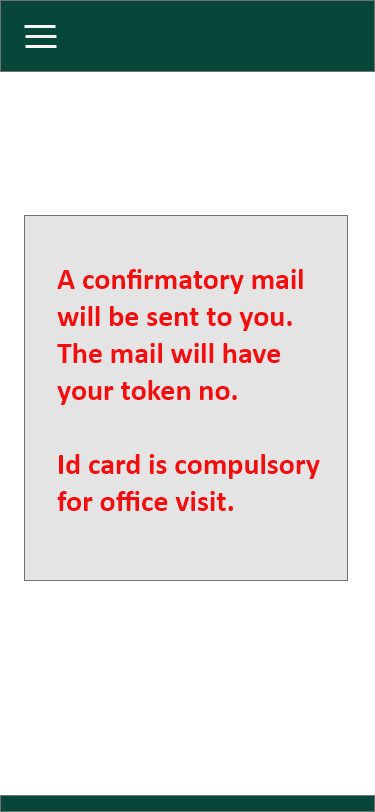 A confirmatory mail
will be sent to you.
The mail will have
your token no.
Id card is compulsory
for office visit.